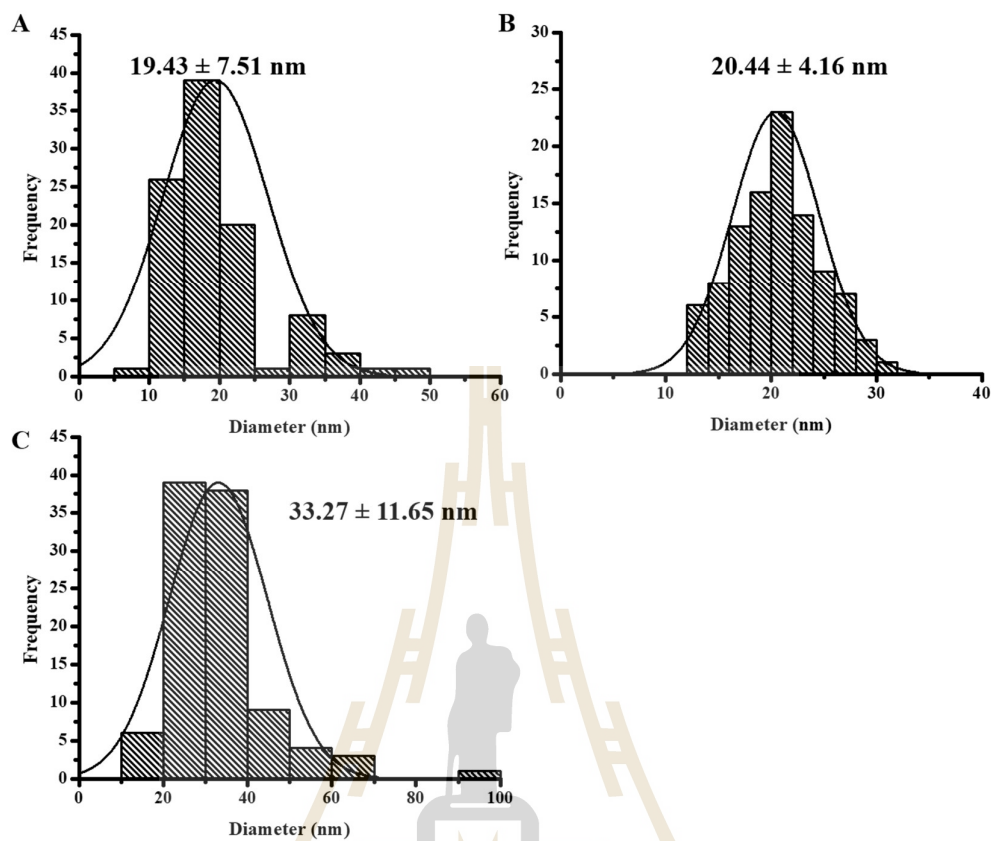 A
19.43 ± 7.51 nm
45
40
35
30
25
20
15
10
5
0
Frequency
0 10 20 30 40 50 60
Diameter (nm)
B
20.44 ± 4.16 nm
30
25
20
15
10
5
0
Frequency
0 10 20 30 40
Diameter (nm)
C
33.27 ± 11.65 nm
45
40
35
30
25
20
15
10
5
0
Frequency
0 20 40 60 80 100
Diameter (nm)